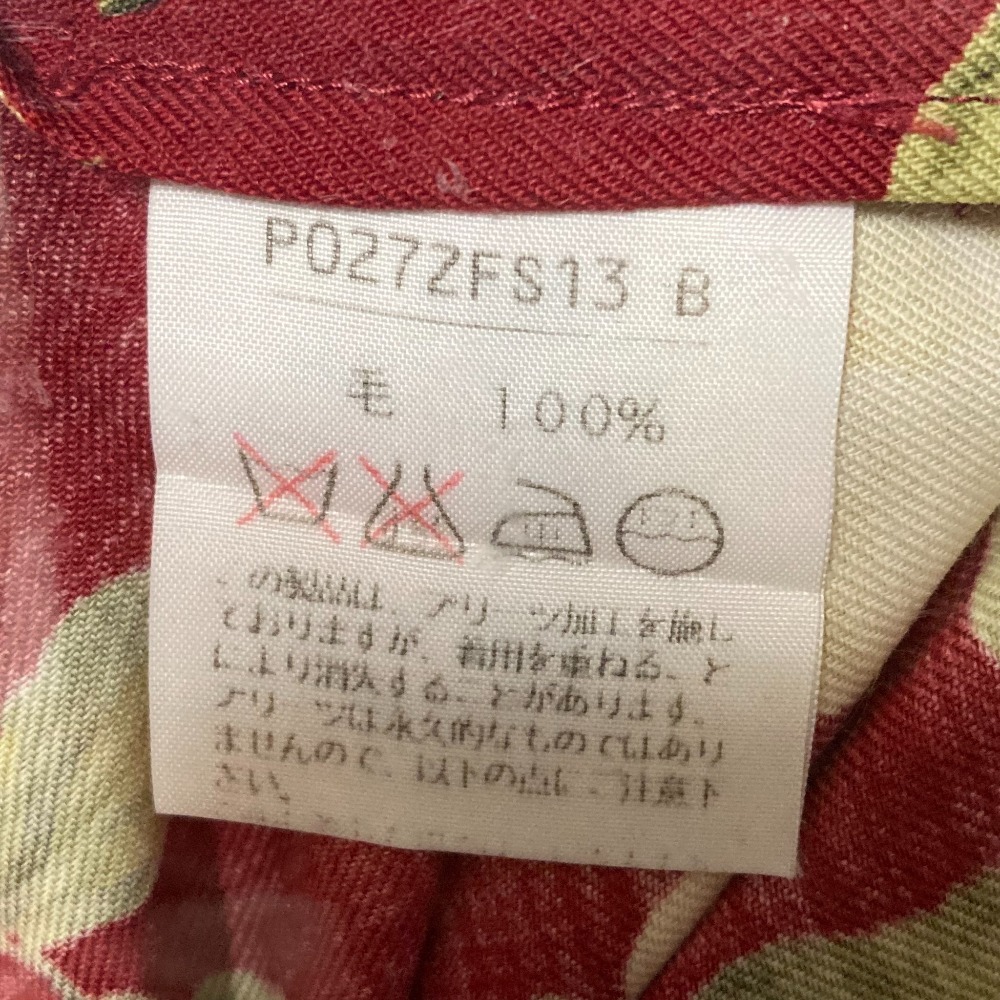 P0272FS13 B
毛 100%
この製品は、プリーツ加工を施し
ておりますが、着用を重ねること
により消失することがあります。
プリーツは永久的なものではあり
ませんので、以下の点にご注意下
さい。